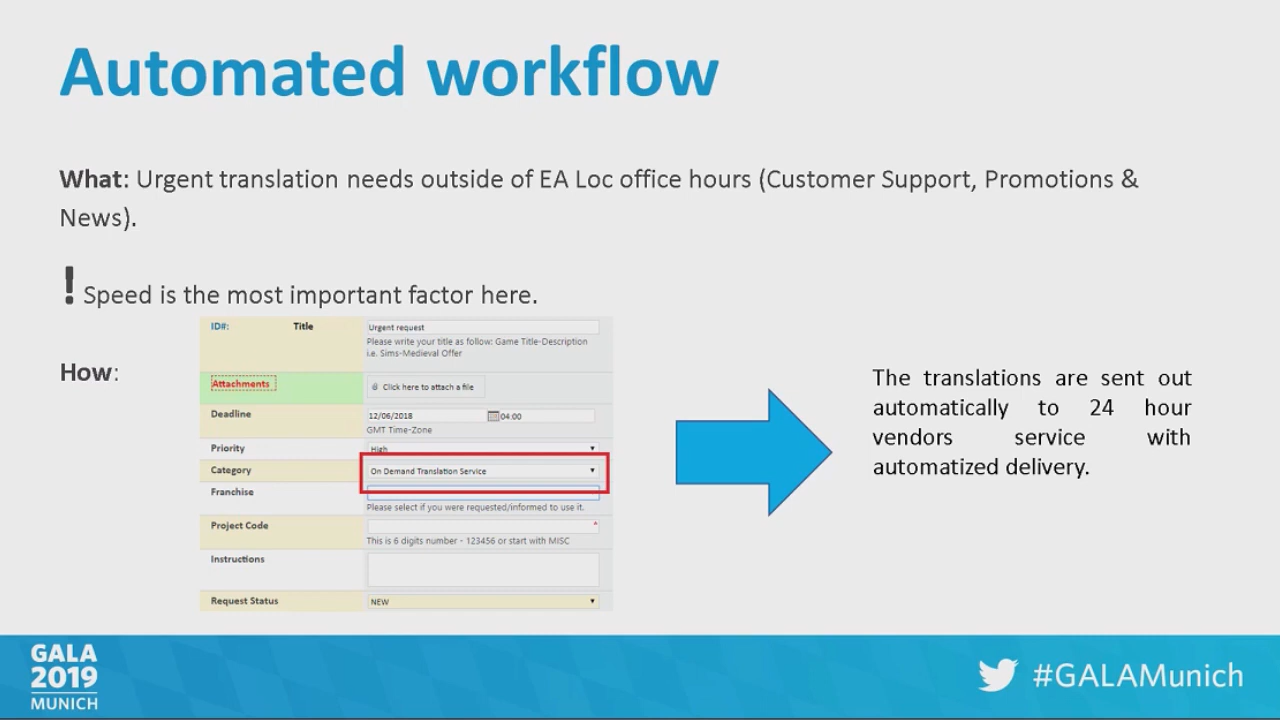 Automated workflow
What: Urgent translation needs outside of EA Loc office hours (Customer Support, Promotions &
News).
! Speed is the most important factor here.
How:
ID#: Title Urgent request
Please write your title as follow: Game Title-Description
i.e. Sims-Medieval Offer
Attachments Click here to attach a file
Deadline 12/06/2018 04:00
GMT Time-Zone
Priority High
Category On Demand Translation Service
Franchise
Please select if you were requested/informed to use it.
Project Code *
This is 6 digits number - 123456 or start with MISC
Instructions
Request Status NEW
The translations are sent out
automatically to 24 hour
vendors service with
automatized delivery.
GALA
2019
MUNICH
#GALAMunich